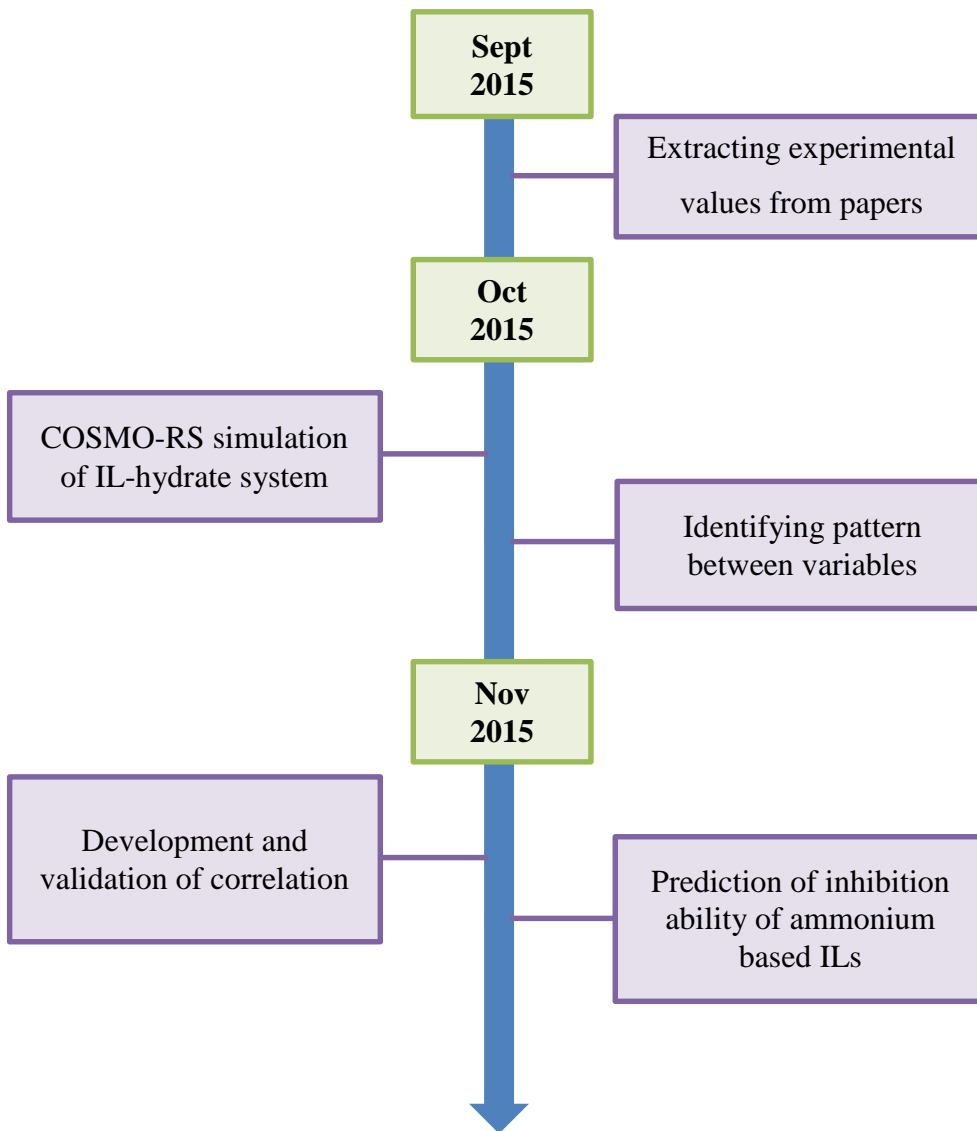 Sept
2015
Extracting experimental
values from papers
Oct
2015
COSMO-RS simulation
of IL-hydrate system
Identifying pattern
between variables
Nov
2015
Development and
validation of correlation
Prediction of inhibition
ability of ammonium
based ILs